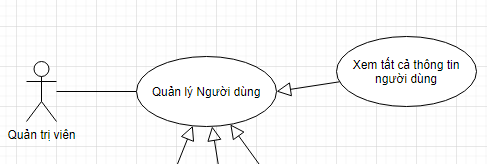 Xem tất cả thông tin
người dùng
Quản lý Người dùng
Quản trị viên